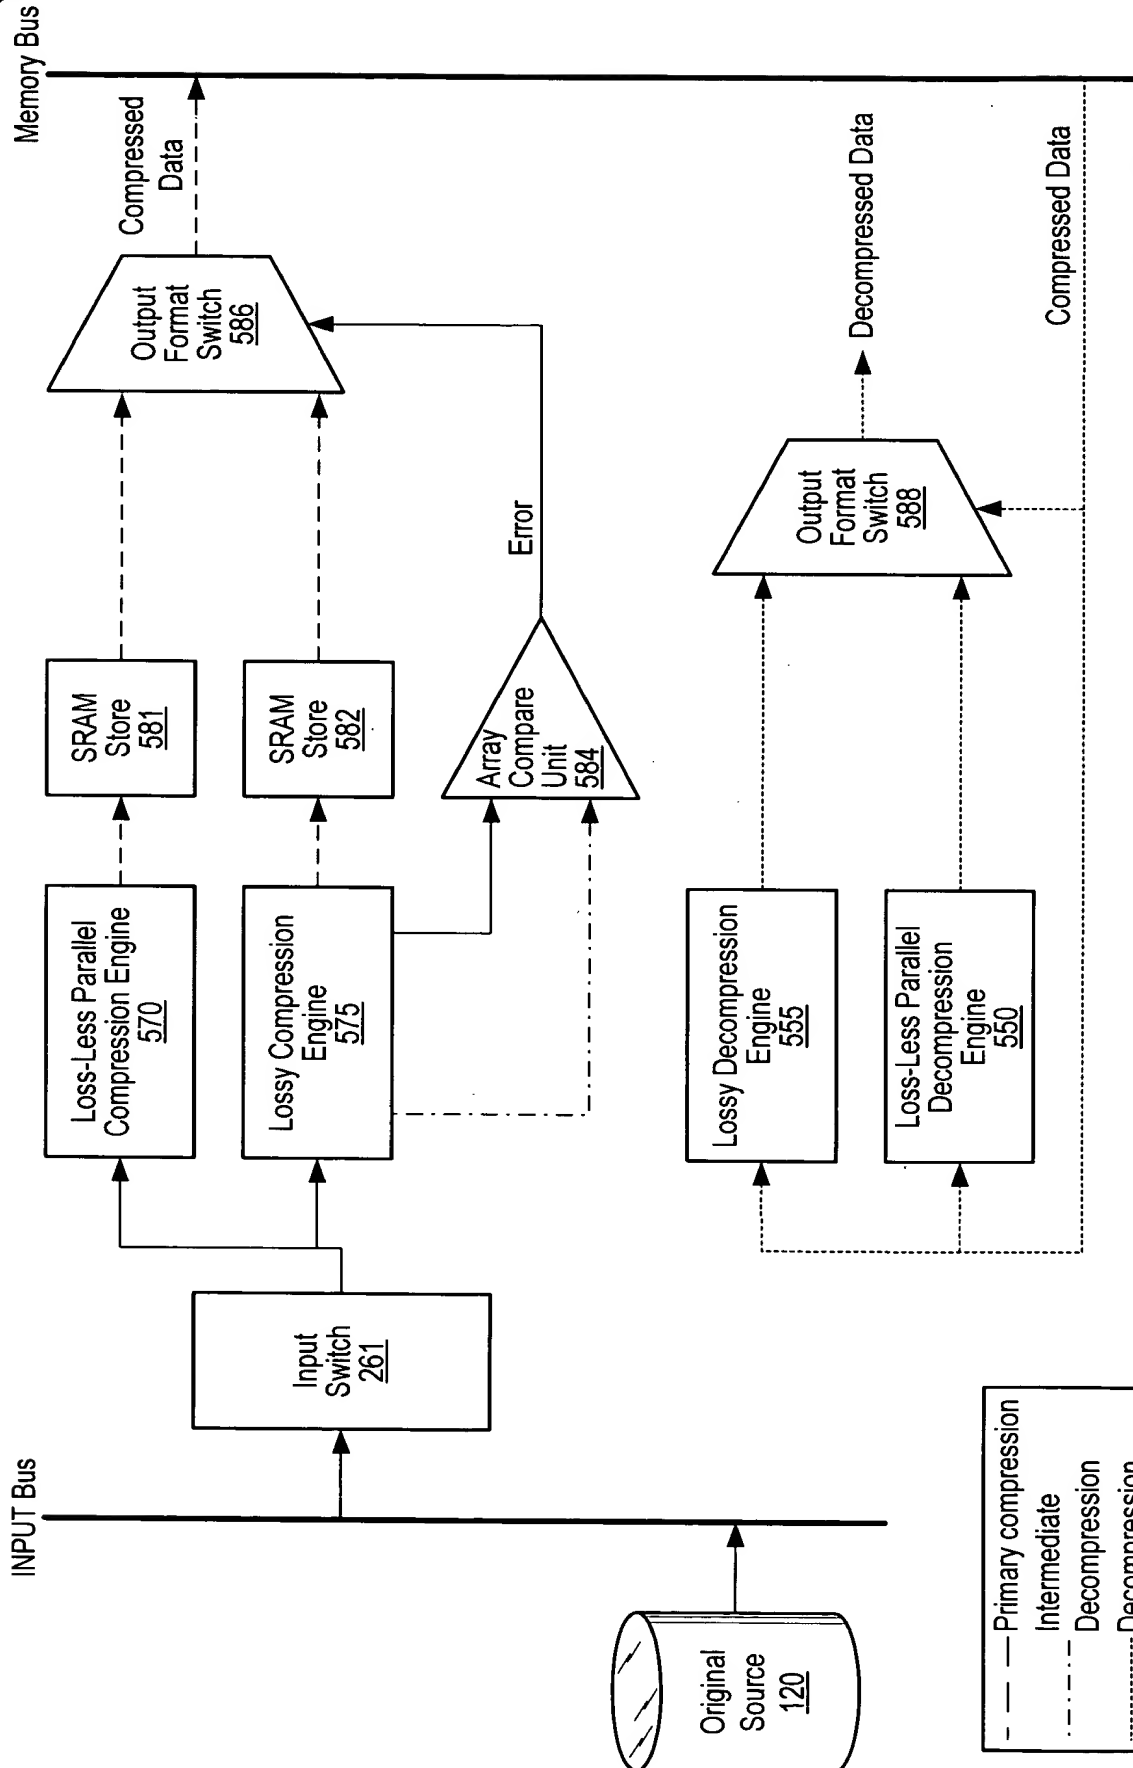 INPUT Bus
Memory Bus
Original
Source
120
Input
Switch
261
Loss-Less Parallel
Compression Engine
570
Lossy Compression
Engine
575
SRAM
Store
581
SRAM
Store
582
Array
Compare
Unit
584
Error
Output
Format
Switch
586
Compressed
Data
Lossy Decompression
Engine
555
Loss-Less Parallel
Decompression
Engine
550
Output
Format
Switch
588
Decompressed Data
Compressed Data
Primary compression
Intermediate
Decompression
Decompression